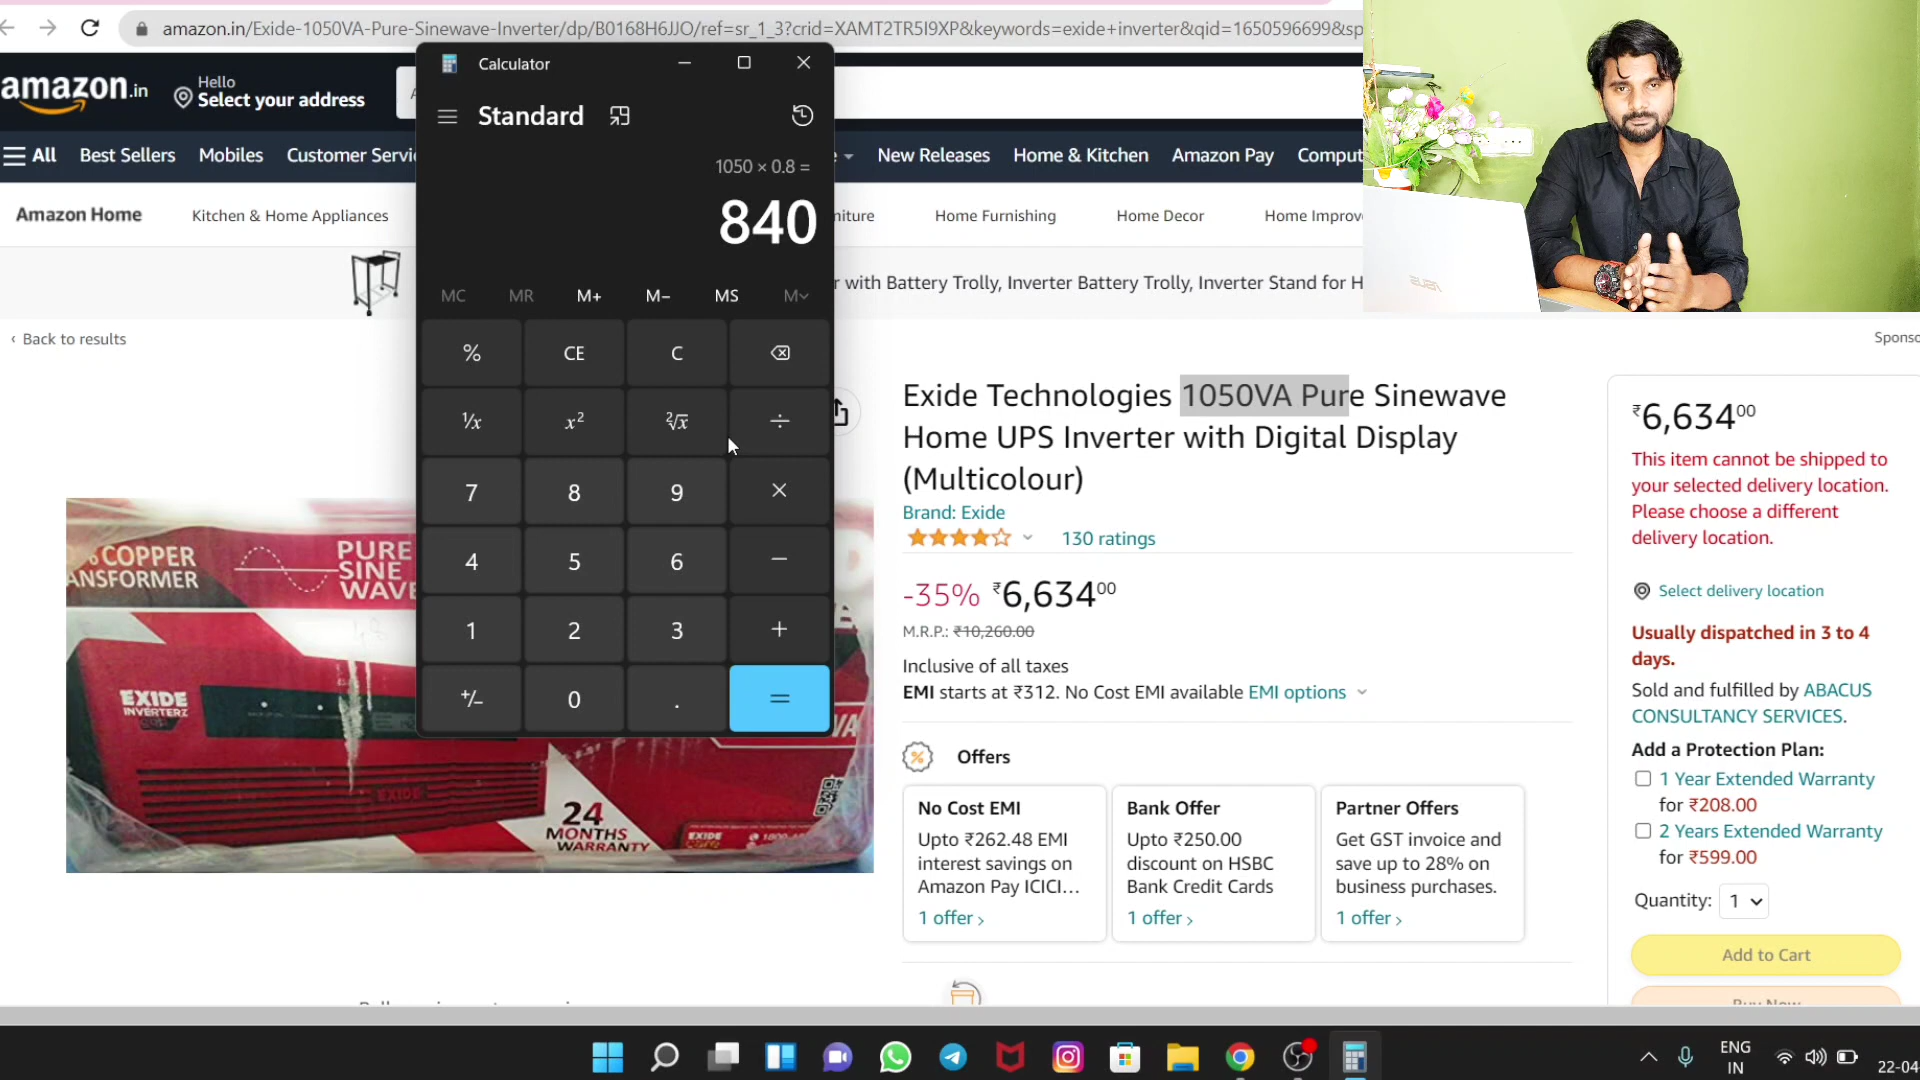 amazon.in/Exide-1050VA-Pure-Sinewave-Inverter/dp/B0168H6JJO/ref=sr_1_3?crid=XAMT2TR5I9XP&keywords=exide+inverter&qid=1650596699&sp
amazon.in
Hello
Select your address
All
Best Sellers
Mobiles
Customer Servi
New Releases
Home & Kitchen
Amazon Pay
Comput
Amazon Home
Kitchen & Home Appliances
niture
Home Furnishing
Home Decor
Home Improv
r with Battery Trolly, Inverter Battery Trolly, Inverter Stand for H
‹ Back to results
Sponso
Calculator
Standard
1050 × 0.8 =
840
MC MR M+ M− MS M
% CE C
¹/x x² ²√x ÷
7 8 9 ×
4 5 6 −
1 2 3 +
+/− 0 . =
% COPPER
ANSFORMER
PURE
SINE
WAVE
EXIDE
INVERTERZ
EXIDE
VA
24
MONTHS
WARRANTY
EXIDE
ASUS
Exide Technologies 1050VA Pure Sinewave
Home UPS Inverter with Digital Display
(Multicolour)
Brand: Exide
130 ratings
-35% ₹6,634⁰⁰
M.R.P.: ₹10,260.00
Inclusive of all taxes
EMI starts at ₹312. No Cost EMI available EMI options
Offers
No Cost EMI
Upto ₹262.48 EMI
interest savings on
Amazon Pay ICICI…
1 offer ›
Bank Offer
Upto ₹250.00
discount on HSBC
Bank Credit Cards
1 offer ›
Partner Offers
Get GST invoice and
save up to 28% on
business purchases.
1 offer ›
₹6,634⁰⁰
This item cannot be shipped to
your selected delivery location.
Please choose a different
delivery location.
Select delivery location
Usually dispatched in 3 to 4
days.
Sold and fulfilled by ABACUS
CONSULTANCY SERVICES.
Add a Protection Plan:
1 Year Extended Warranty
for ₹208.00
2 Years Extended Warranty
for ₹599.00
Quantity: 1
Add to Cart
Buy Now
ENG
IN
22-04